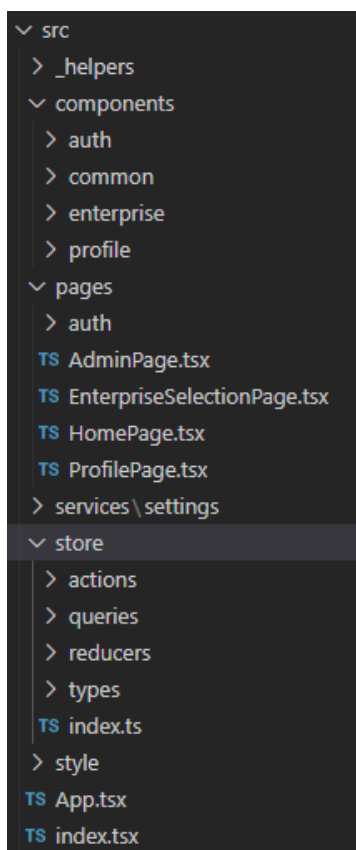 src
_helpers
components
auth
common
enterprise
profile
pages
auth
TS AdminPage.tsx
TS EnterpriseSelectionPage.tsx
TS HomePage.tsx
TS ProfilePage.tsx
services\settings
store
actions
queries
reducers
types
TS index.ts
style
TS App.tsx
TS index.tsx